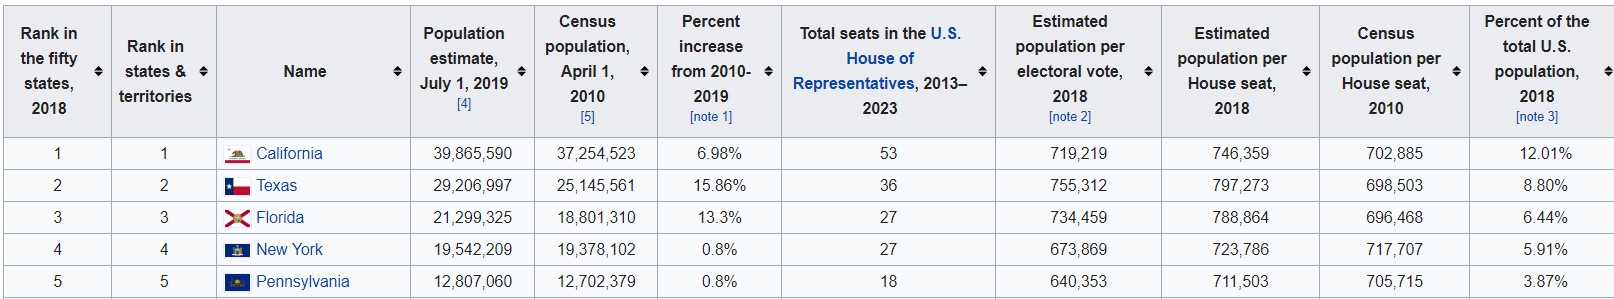 Rank in the fifty states, 2018
Rank in states & territories
Name
Population estimate, July 1, 2019 [4]
Census population, April 1, 2010 [5]
Percent increase from 2010-2019 [note 1]
Total seats in the U.S. House of Representatives, 2013–2023
Estimated population per electoral vote, 2018 [note 2]
Estimated population per House seat, 2018
Census population per House seat, 2010
Percent of the total U.S. population, 2018 [note 3]
1 1 California 39,865,590 37,254,523 6.98% 53 719,219 746,359 702,885 12.01%
2 2 Texas 29,206,997 25,145,561 15.86% 36 755,312 797,273 698,503 8.80%
3 3 Florida 21,299,325 18,801,310 13.3% 27 734,459 788,864 696,468 6.44%
4 4 New York 19,542,209 19,378,102 0.8% 27 673,869 723,786 717,707 5.91%
5 5 Pennsylvania 12,807,060 12,702,379 0.8% 18 640,353 711,503 705,715 3.87%